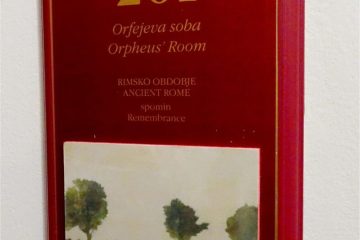 Orfejeva soba
Orpheus' Room
RIMSKO OBDOBJE
ANCIENT ROME
spomin
Remembrance